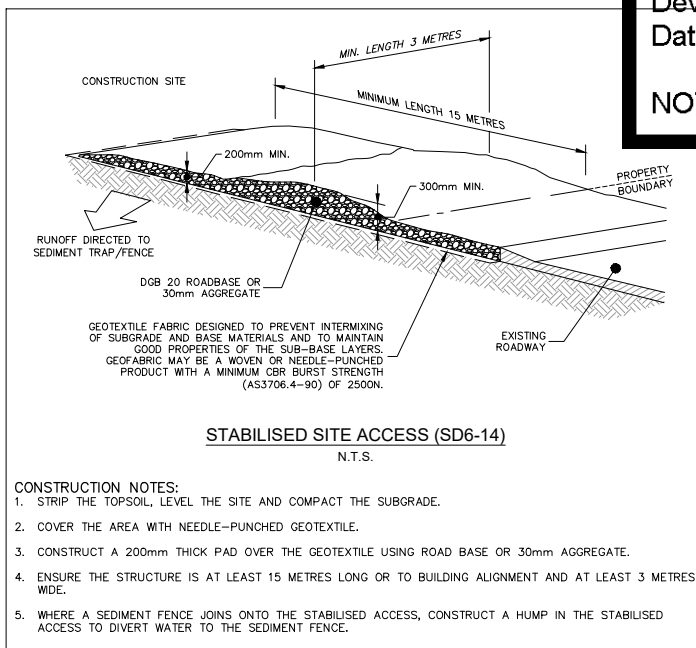 Dev
Dat
NOT
MIN. LENGTH 3 METRES
CONSTRUCTION SITE
MINIMUM LENGTH 15 METRES
200mm MIN.
300mm MIN.
PROPERTY
BOUNDARY
RUNOFF DIRECTED TO
SEDIMENT TRAP/FENCE
DGB 20 ROADBASE OR
30mm AGGREGATE
GEOTEXTILE FABRIC DESIGNED TO PREVENT INTERMIXING
OF SUBGRADE AND BASE MATERIALS AND TO MAINTAIN
GOOD PROPERTIES OF THE SUB-BASE LAYERS.
GEOFABRIC MAY BE A WOVEN OR NEEDLE-PUNCHED
PRODUCT WITH A MINIMUM CBR BURST STRENGTH
(AS3706.4-90) OF 2500N.
EXISTING
ROADWAY
STABILISED SITE ACCESS (SD6-14)
N.T.S.
CONSTRUCTION NOTES:
1. STRIP THE TOPSOIL, LEVEL THE SITE AND COMPACT THE SUBGRADE.
2. COVER THE AREA WITH NEEDLE-PUNCHED GEOTEXTILE.
3. CONSTRUCT A 200mm THICK PAD OVER THE GEOTEXTILE USING ROAD BASE OR 30mm AGGREGATE.
4. ENSURE THE STRUCTURE IS AT LEAST 15 METRES LONG OR TO BUILDING ALIGNMENT AND AT LEAST 3 METRES
WIDE.
5. WHERE A SEDIMENT FENCE JOINS ONTO THE STABILISED ACCESS, CONSTRUCT A HUMP IN THE STABILISED
ACCESS TO DIVERT WATER TO THE SEDIMENT FENCE.